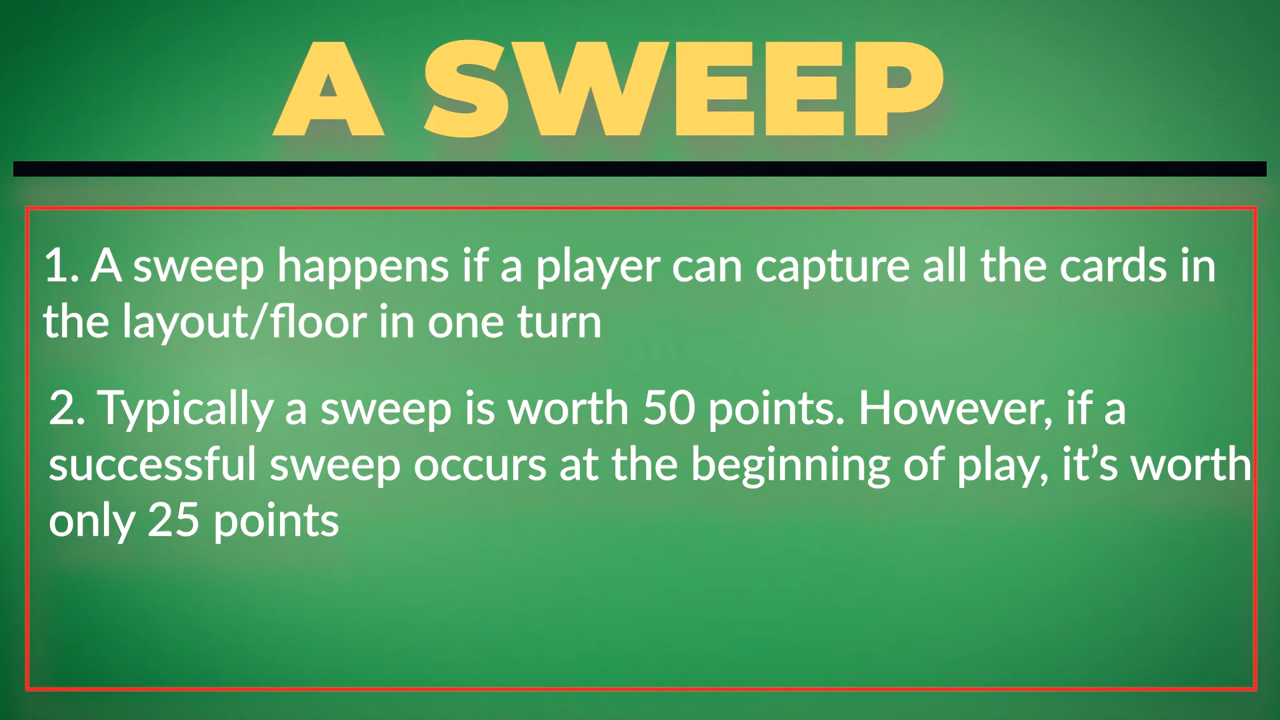 A SWEEP
1. A sweep happens if a player can capture all the cards in
the layout/floor in one turn
2. Typically a sweep is worth 50 points. However, if a
successful sweep occurs at the beginning of play, it’s worth
only 25 points